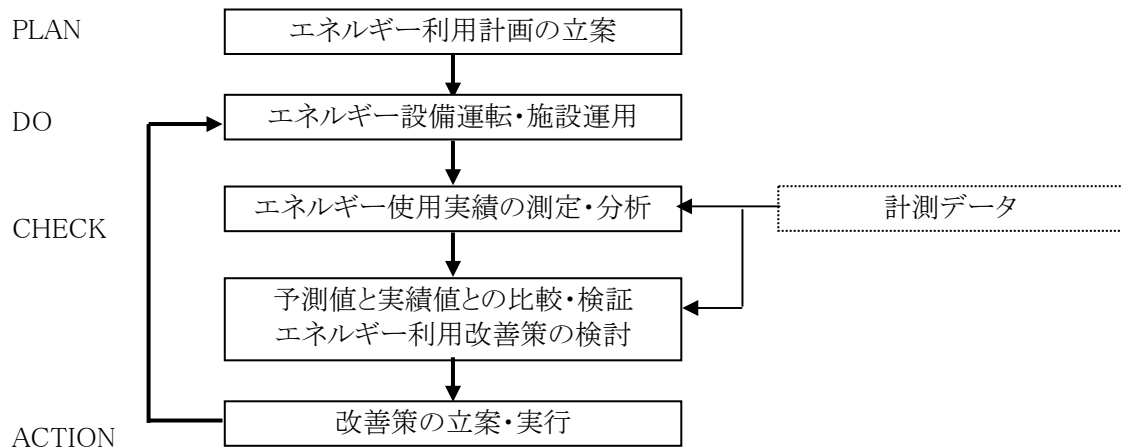 PLAN
エネルギー利用計画の立案
DO
エネルギー設備運転・施設運用
CHECK
エネルギー使用実績の測定・分析
計測データ
予測値と実績値との比較・検証
エネルギー利用改善策の検討
ACTION
改善策の立案・実行